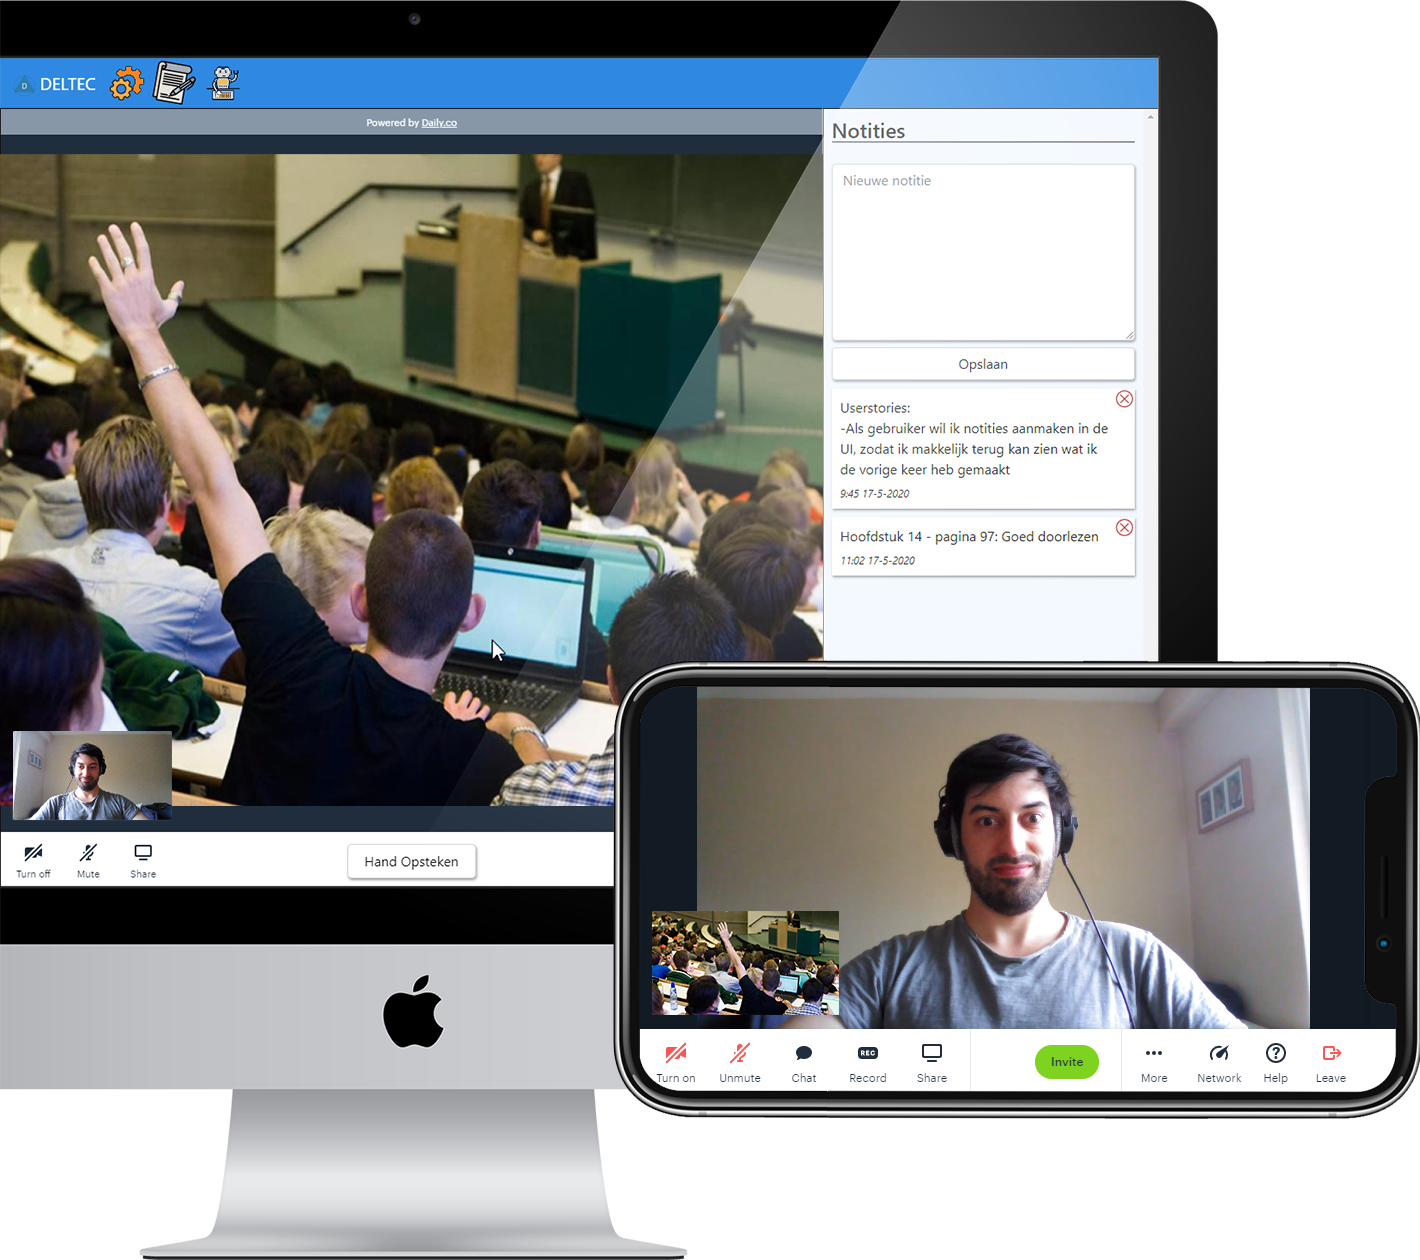 D DELTEC
Powered by Daily.co
Notities
Nieuwe notitie
Opslaan
Userstories:
-Als gebruiker wil ik notities aanmaken in de
UI, zodat ik makkelijk terug kan zien wat ik
de vorige keer heb gemaakt
9:45 17-5-2020
Hoofdstuk 14 - pagina 97: Goed doorlezen
11:02 17-5-2020
Turn off
Mute
Share
Hand Opsteken
Turn on
Unmute
Chat
REC
Record
Share
Invite
More
Network
Help
Leave